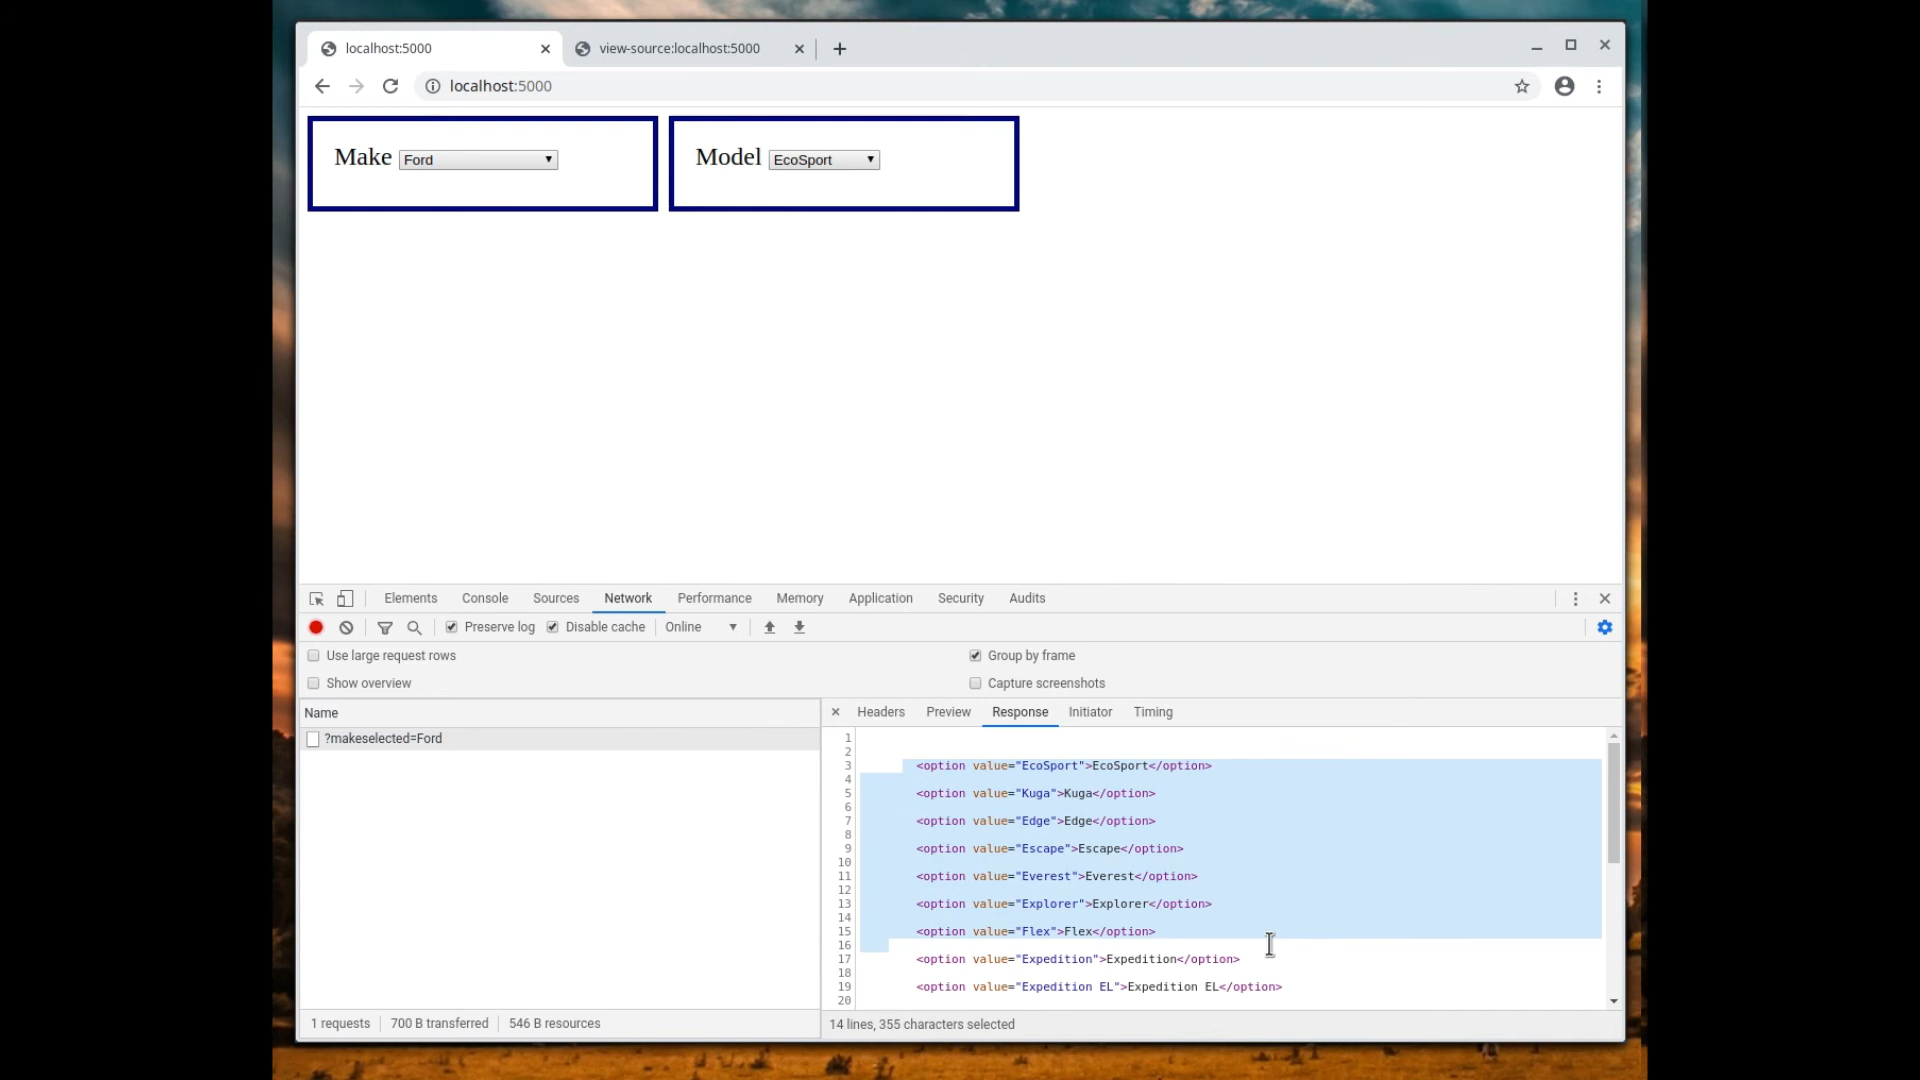 localhost:5000
view-source:localhost:5000
localhost:5000
Make Ford
Model EcoSport
Elements Console Sources Network Performance Memory Application Security Audits
Preserve log Disable cache Online
Use large request rows
Group by frame
Show overview
Capture screenshots
Name
Headers Preview Response Initiator Timing
?makeselected=Ford
1
2
3 <option value="EcoSport">EcoSport</option>
4
5 <option value="Kuga">Kuga</option>
6
7 <option value="Edge">Edge</option>
8
9 <option value="Escape">Escape</option>
10
11 <option value="Everest">Everest</option>
12
13 <option value="Explorer">Explorer</option>
14
15 <option value="Flex">Flex</option>
16
17 <option value="Expedition">Expedition</option>
18
19 <option value="Expedition EL">Expedition EL</option>
20
1 requests 700 B transferred 546 B resources
14 lines, 355 characters selected